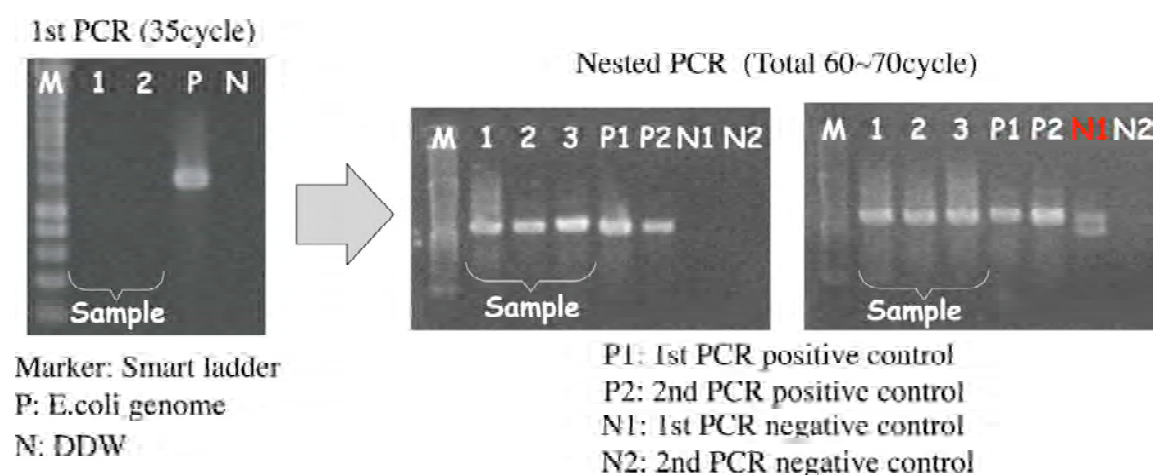 1st PCR (35cycle)
M 1 2 P N
Sample
Marker: Smart ladder
P: E.coli genome
N: DDW
Nested PCR (Total 60~70cycle)
M 1 2 3 P1 P2 N1 N2
Sample
M 1 2 3 P1 P2 N1 N2
Sample
P1: 1st PCR positive control
P2: 2nd PCR positive control
N1: 1st PCR negative control
N2: 2nd PCR negative control